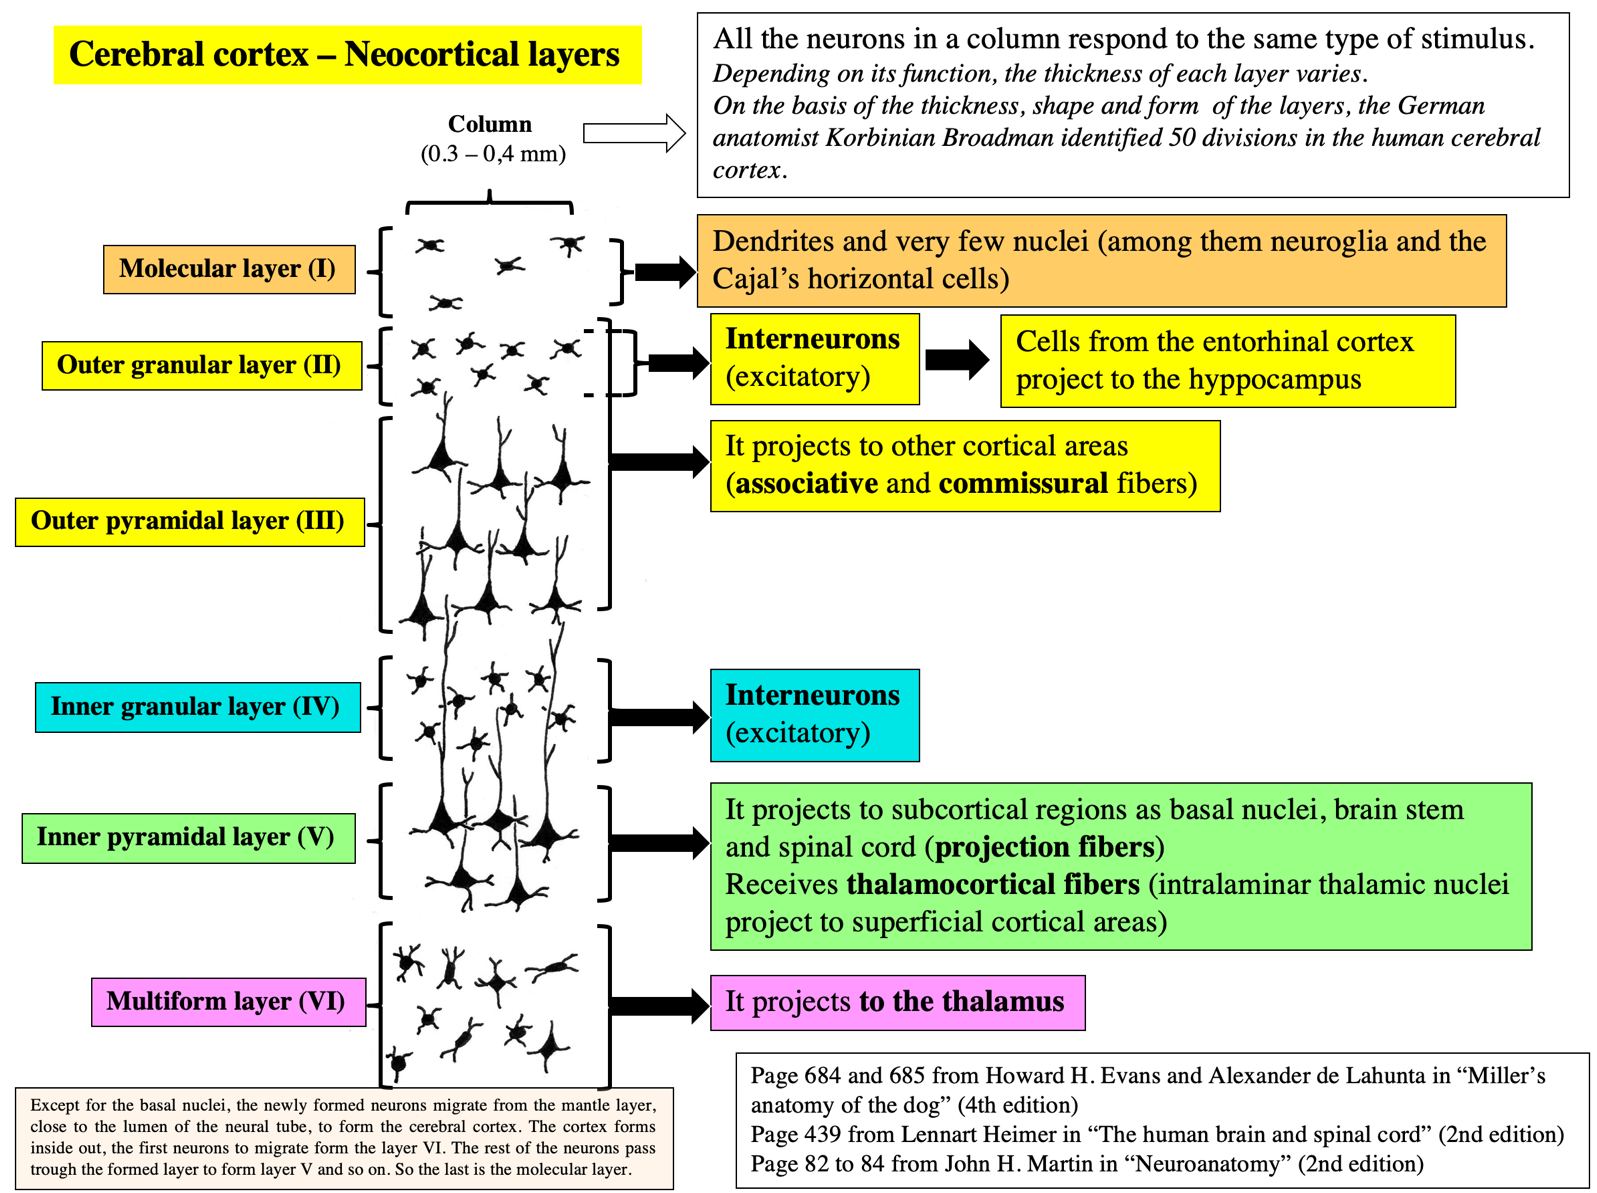 Cerebral cortex – Neocortical layers
All the neurons in a column respond to the same type of stimulus.
Depending on its function, the thickness of each layer varies.
On the basis of the thickness, shape and form of the layers, the German
anatomist Korbinian Broadman identified 50 divisions in the human cerebral
cortex.
Column
(0.3 – 0,4 mm)
Molecular layer (I)
Dendrites and very few nuclei (among them neuroglia and the
Cajal’s horizontal cells)
Outer granular layer (II)
Interneurons
(excitatory)
Cells from the entorhinal cortex
project to the hyppocampus
Outer pyramidal layer (III)
It projects to other cortical areas
(associative and commissural fibers)
Inner granular layer (IV)
Interneurons
(excitatory)
Inner pyramidal layer (V)
It projects to subcortical regions as basal nuclei, brain stem
and spinal cord (projection fibers)
Receives thalamocortical fibers (intralaminar thalamic nuclei
project to superficial cortical areas)
Multiform layer (VI)
It projects to the thalamus
Except for the basal nuclei, the newly formed neurons migrate from the mantle layer,
close to the lumen of the neural tube, to form the cerebral cortex. The cortex forms
inside out, the first neurons to migrate form the layer VI. The rest of the neurons pass
trough the formed layer to form layer V and so on. So the last is the molecular layer.
Page 684 and 685 from Howard H. Evans and Alexander de Lahunta in “Miller’s
anatomy of the dog” (4th edition)
Page 439 from Lennart Heimer in “The human brain and spinal cord” (2nd edition)
Page 82 to 84 from John H. Martin in “Neuroanatomy” (2nd edition)